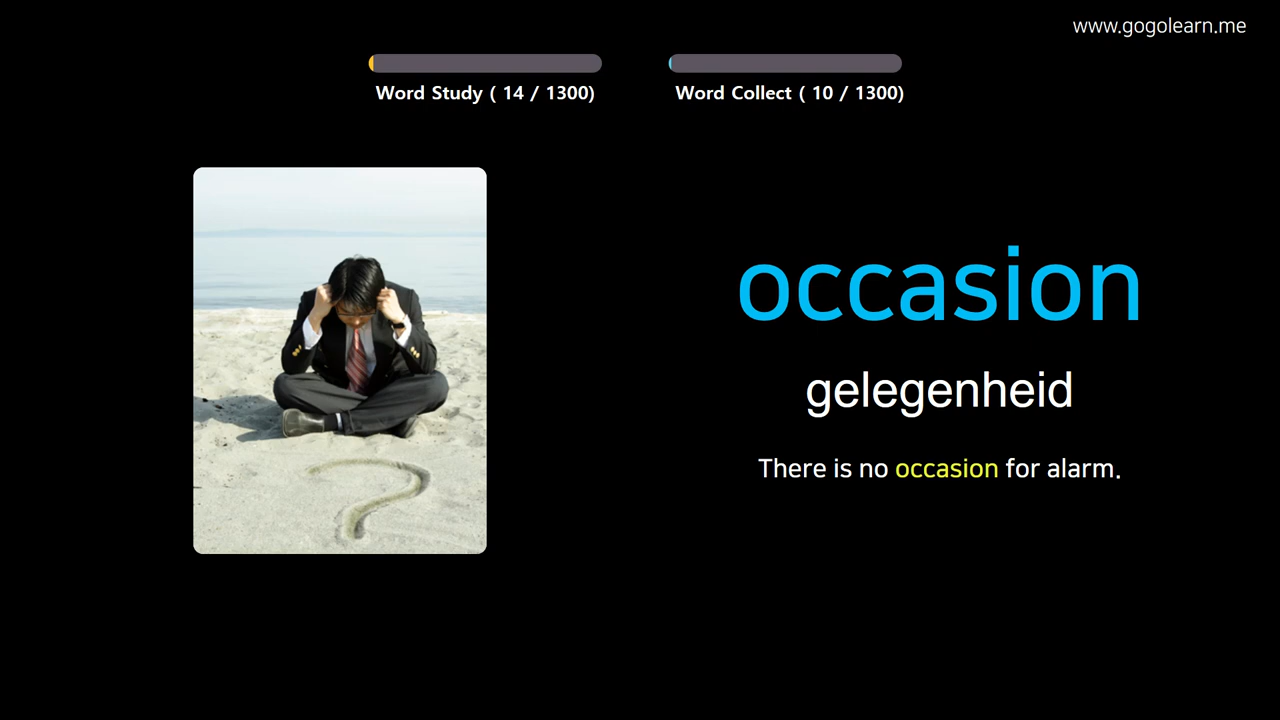 www.gogolearn.me
Word Study ( 14 / 1300)
Word Collect ( 10 / 1300)
occasion
gelegenheid
There is no occasion for alarm.
?